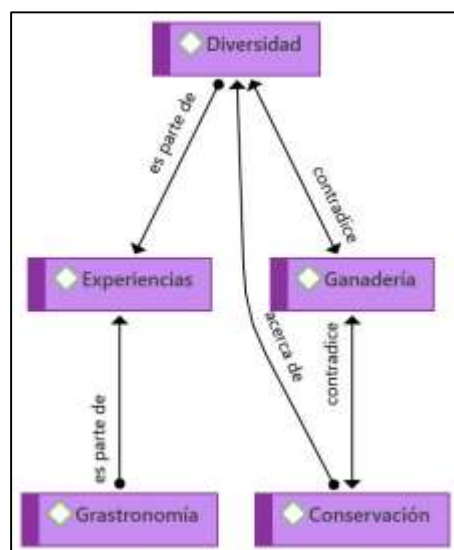 Diversidad
es parte de
contradice
Experiencias
Ganadería
acerca de
contradice
es parte de
Grastronomía
Conservación